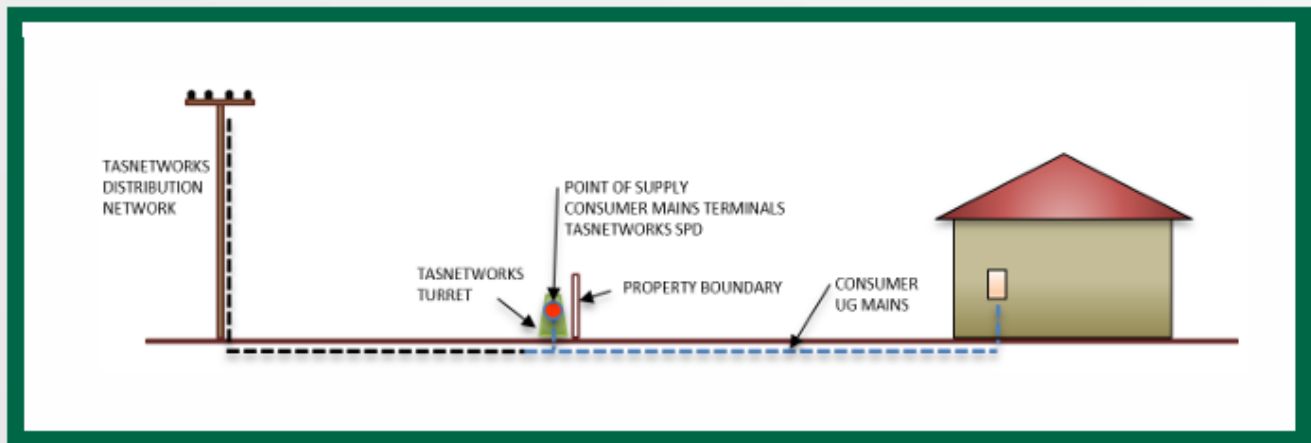 TASNETWORKS
DISTRIBUTION
NETWORK
POINT OF SUPPLY
CONSUMER MAINS TERMINALS
TASNETWORKS SPD
TASNETWORKS
TURRET
PROPERTY BOUNDARY
CONSUMER
UG MAINS